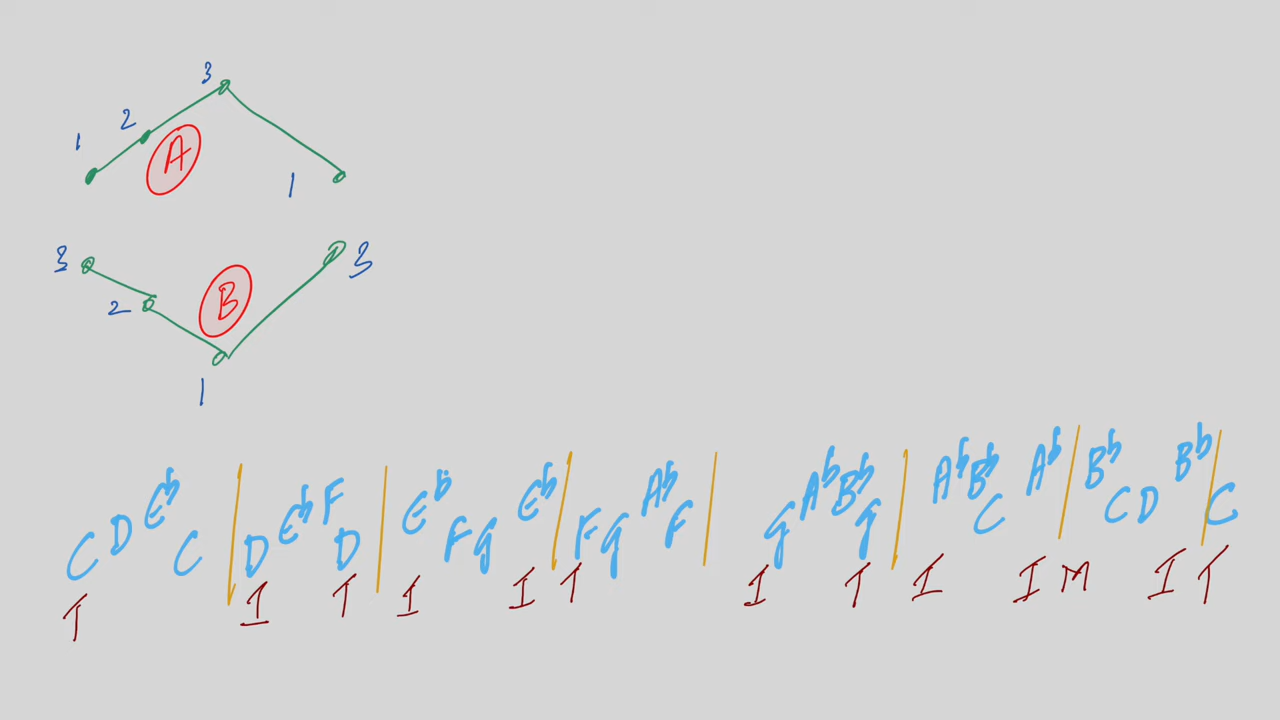 3
2
1
A
1
3
3
B
2
1
C D E♭ C | D E♭ F D | E♭ F G E♭ | F G A♭ F | G A♭ B♭ G | A♭ B♭ C A♭ | B♭ C D B♭ | C
T I T I I T I T I I M I T